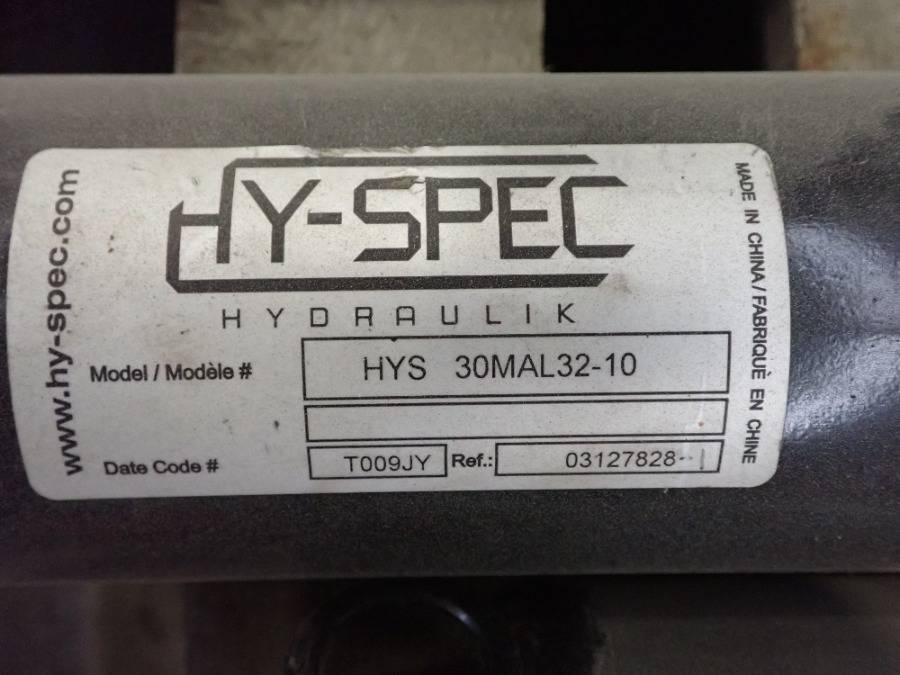 www.hy-spec.com
HY-SPEC
HYDRAULIK
Model / Modèle # HYS 30MAL32-10
Date Code # T009JY Ref.: 03127828
MADE IN CHINA / FABRIQUÈ EN CHINE